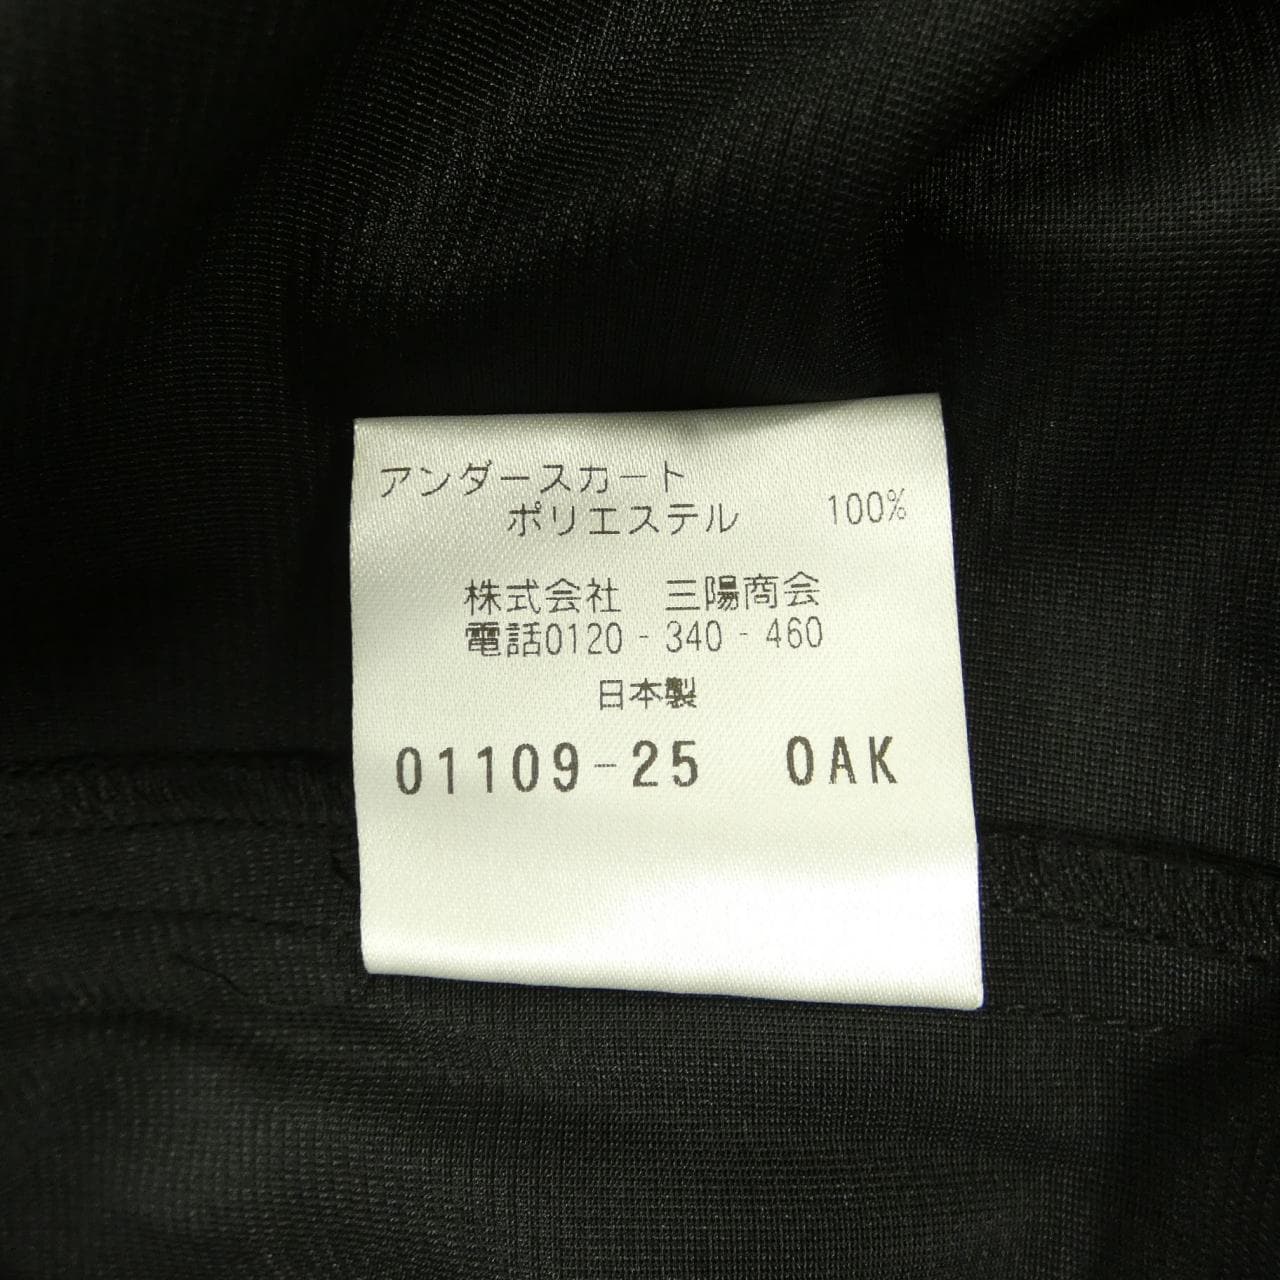 アンダースカート
ポリエステル 100%
株式会社 三陽商会
電話0120-340-460
日本製
01109-25 OAK